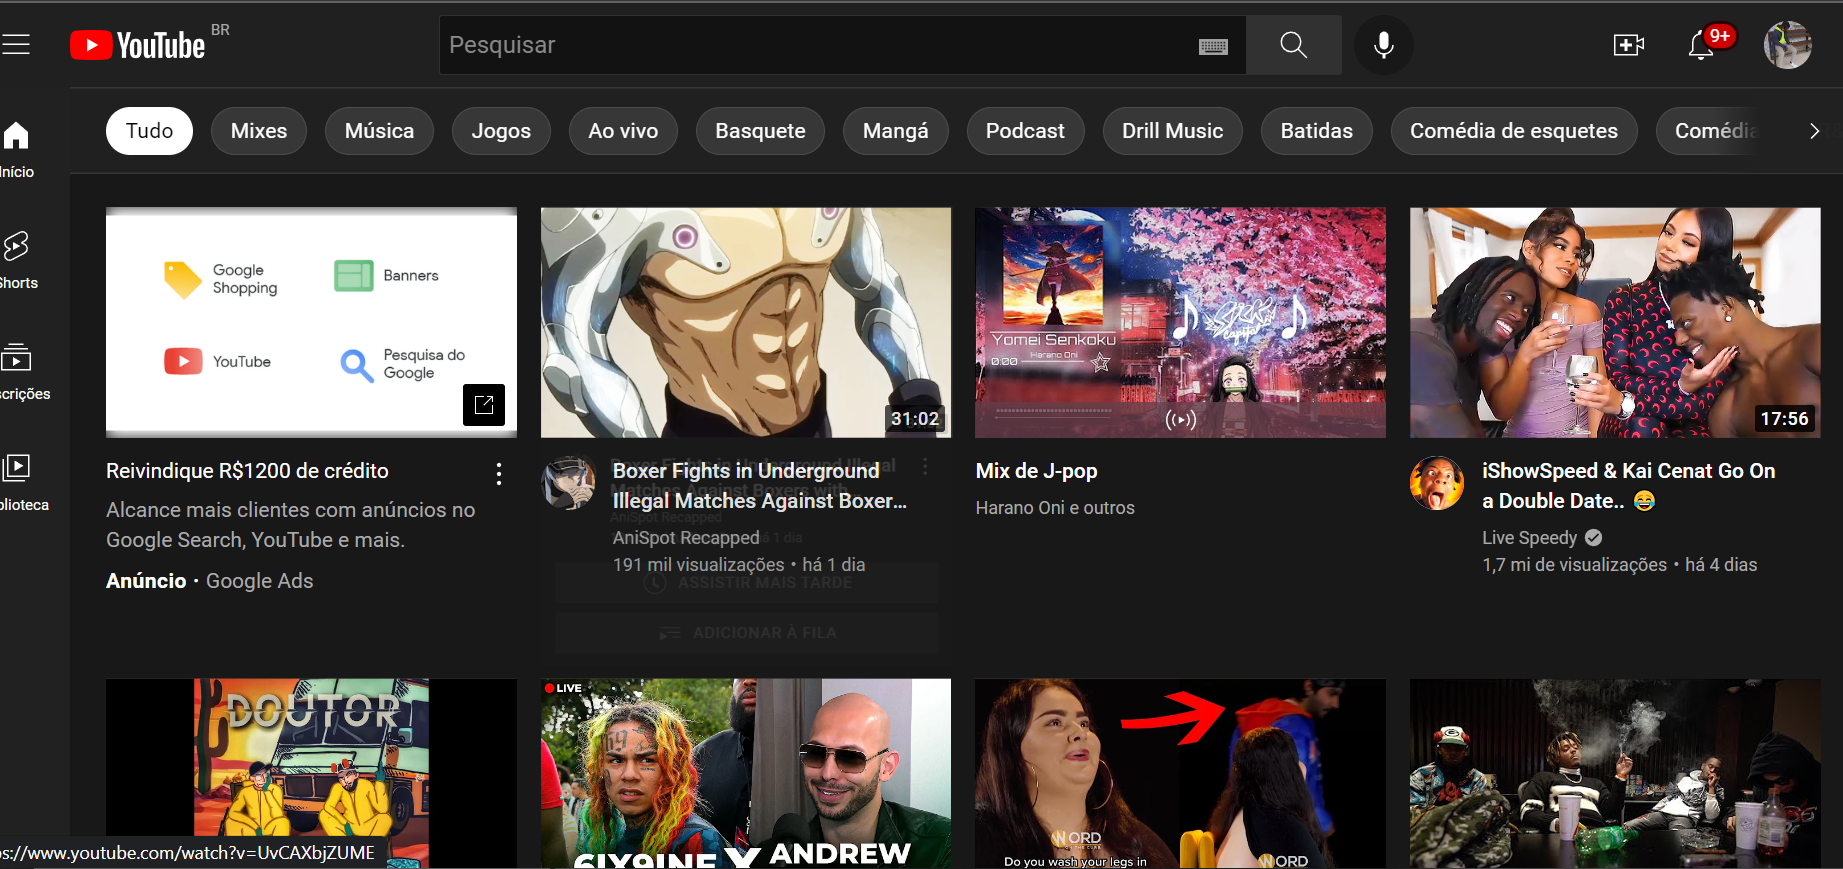 YouTube BR
Pesquisar
9+
Tudo
Mixes
Música
Jogos
Ao vivo
Basquete
Mangá
Podcast
Drill Music
Batidas
Comédia de esquetes
Comédia
Início
Shorts
scrições
blioteca
Google
Shopping
Banners
YouTube
Pesquisa do
Google
Reivindique R$1200 de crédito
Alcance mais clientes com anúncios no
Google Search, YouTube e mais.
Anúncio • Google Ads
31:02
Boxer Fights in Underground
Illegal Matches Against Boxer...
AniSpot Recapped
191 mil visualizações • há 1 dia
ASSISTIR MAIS TARDE
ADICIONAR À FILA
Yomei Senkoku
Harano Oni
0:00
Mix de J-pop
Harano Oni e outros
17:56
iShowSpeed & Kai Cenat Go On
a Double Date.. 😂
Live Speedy
1,7 mi de visualizações • há 4 dias
DOUTOR
LIVE
69
6IX9INE X ANDREW
WORD
Do you wash your legs in
WORD
ps://www.youtube.com/watch?v=UvCAXbjZUME